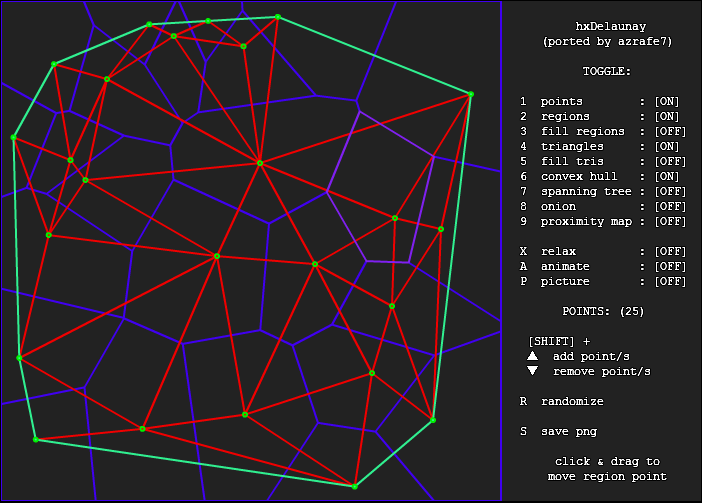 hxDelaunay
(ported by azrafe7)
TOGGLE:
1 points : [ON]
2 regions : [ON]
3 fill regions : [OFF]
4 triangles : [ON]
5 fill tris : [OFF]
6 convex hull : [ON]
7 spanning tree : [OFF]
8 onion : [OFF]
9 proximity map : [OFF]
X relax : [OFF]
A animate : [OFF]
P picture : [OFF]
POINTS: (25)
[SHIFT] +
▲ add point/s
▼ remove point/s
R randomize
S save png
click & drag to
move region point